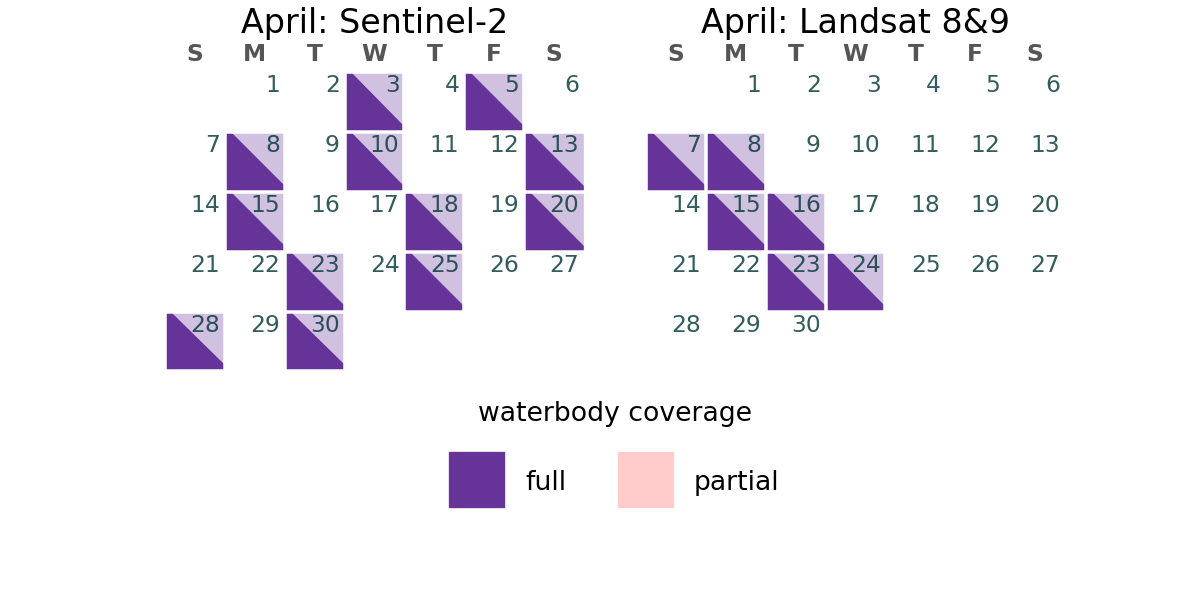 April: Sentinel-2
S M T W T F S
1 2 3 4 5 6
7 8 9 10 11 12 13
14 15 16 17 18 19 20
21 22 23 24 25 26 27
28 29 30
April: Landsat 8&9
S M T W T F S
1 2 3 4 5 6
7 8 9 10 11 12 13
14 15 16 17 18 19 20
21 22 23 24 25 26 27
28 29 30
waterbody coverage
full partial